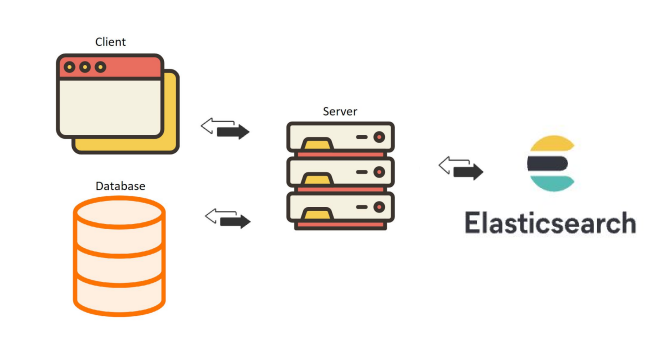 Client
Server
Database
Elasticsearch